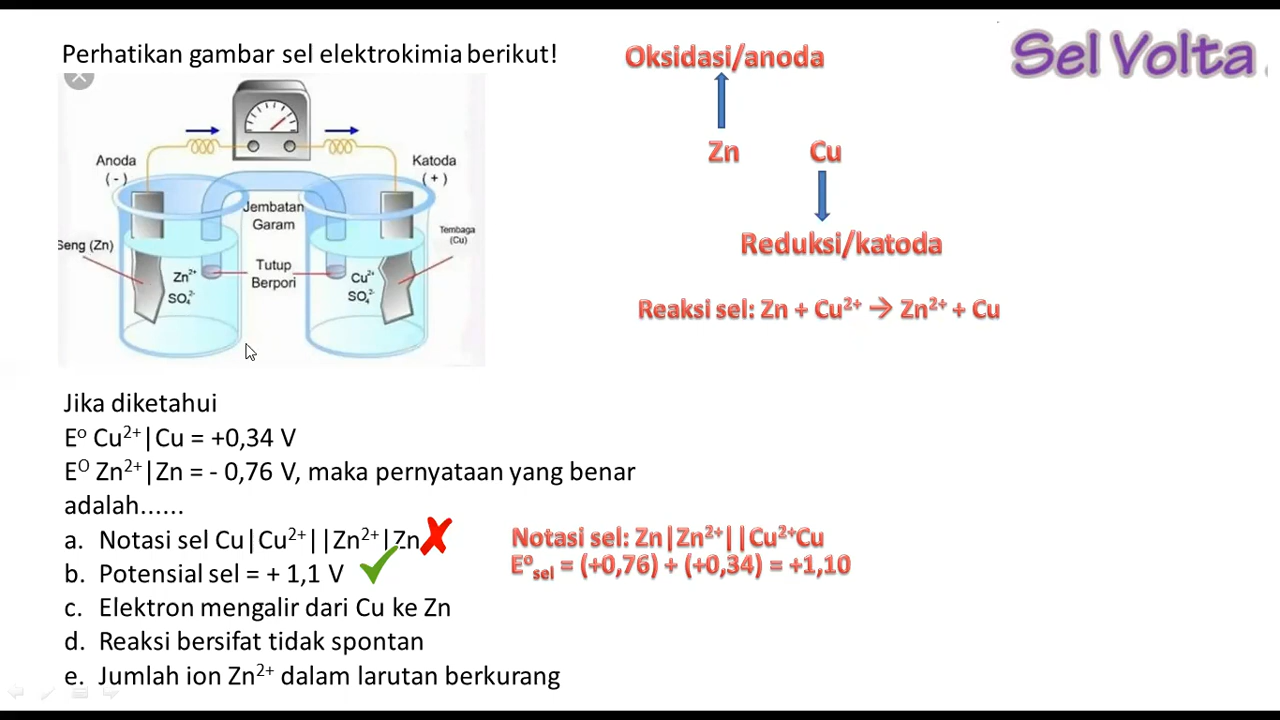 Perhatikan gambar sel elektrokimia berikut!
Oksidasi/anoda
Sel Volta
Anoda
( - )
Katoda
( + )
Zn
Cu
Jembatan
Garam
Seng (Zn)
Tembaga
(Cu)
Tutup
Berpori
Zn²⁺
SO₄²⁻
Cu²⁺
SO₄²⁻
Reduksi/katoda
Reaksi sel: Zn + Cu²⁺ → Zn²⁺ + Cu
Jika diketahui
Eᵒ Cu²⁺|Cu = +0,34 V
Eᴼ Zn²⁺|Zn = - 0,76 V, maka pernyataan yang benar
adalah......
a. Notasi sel Cu|Cu²⁺||Zn²⁺|Zn
Notasi sel: Zn|Zn²⁺||Cu²⁺Cu
b. Potensial sel = + 1,1 V
Eᵒsel = (+0,76) + (+0,34) = +1,10
c. Elektron mengalir dari Cu ke Zn
d. Reaksi bersifat tidak spontan
e. Jumlah ion Zn²⁺ dalam larutan berkurang